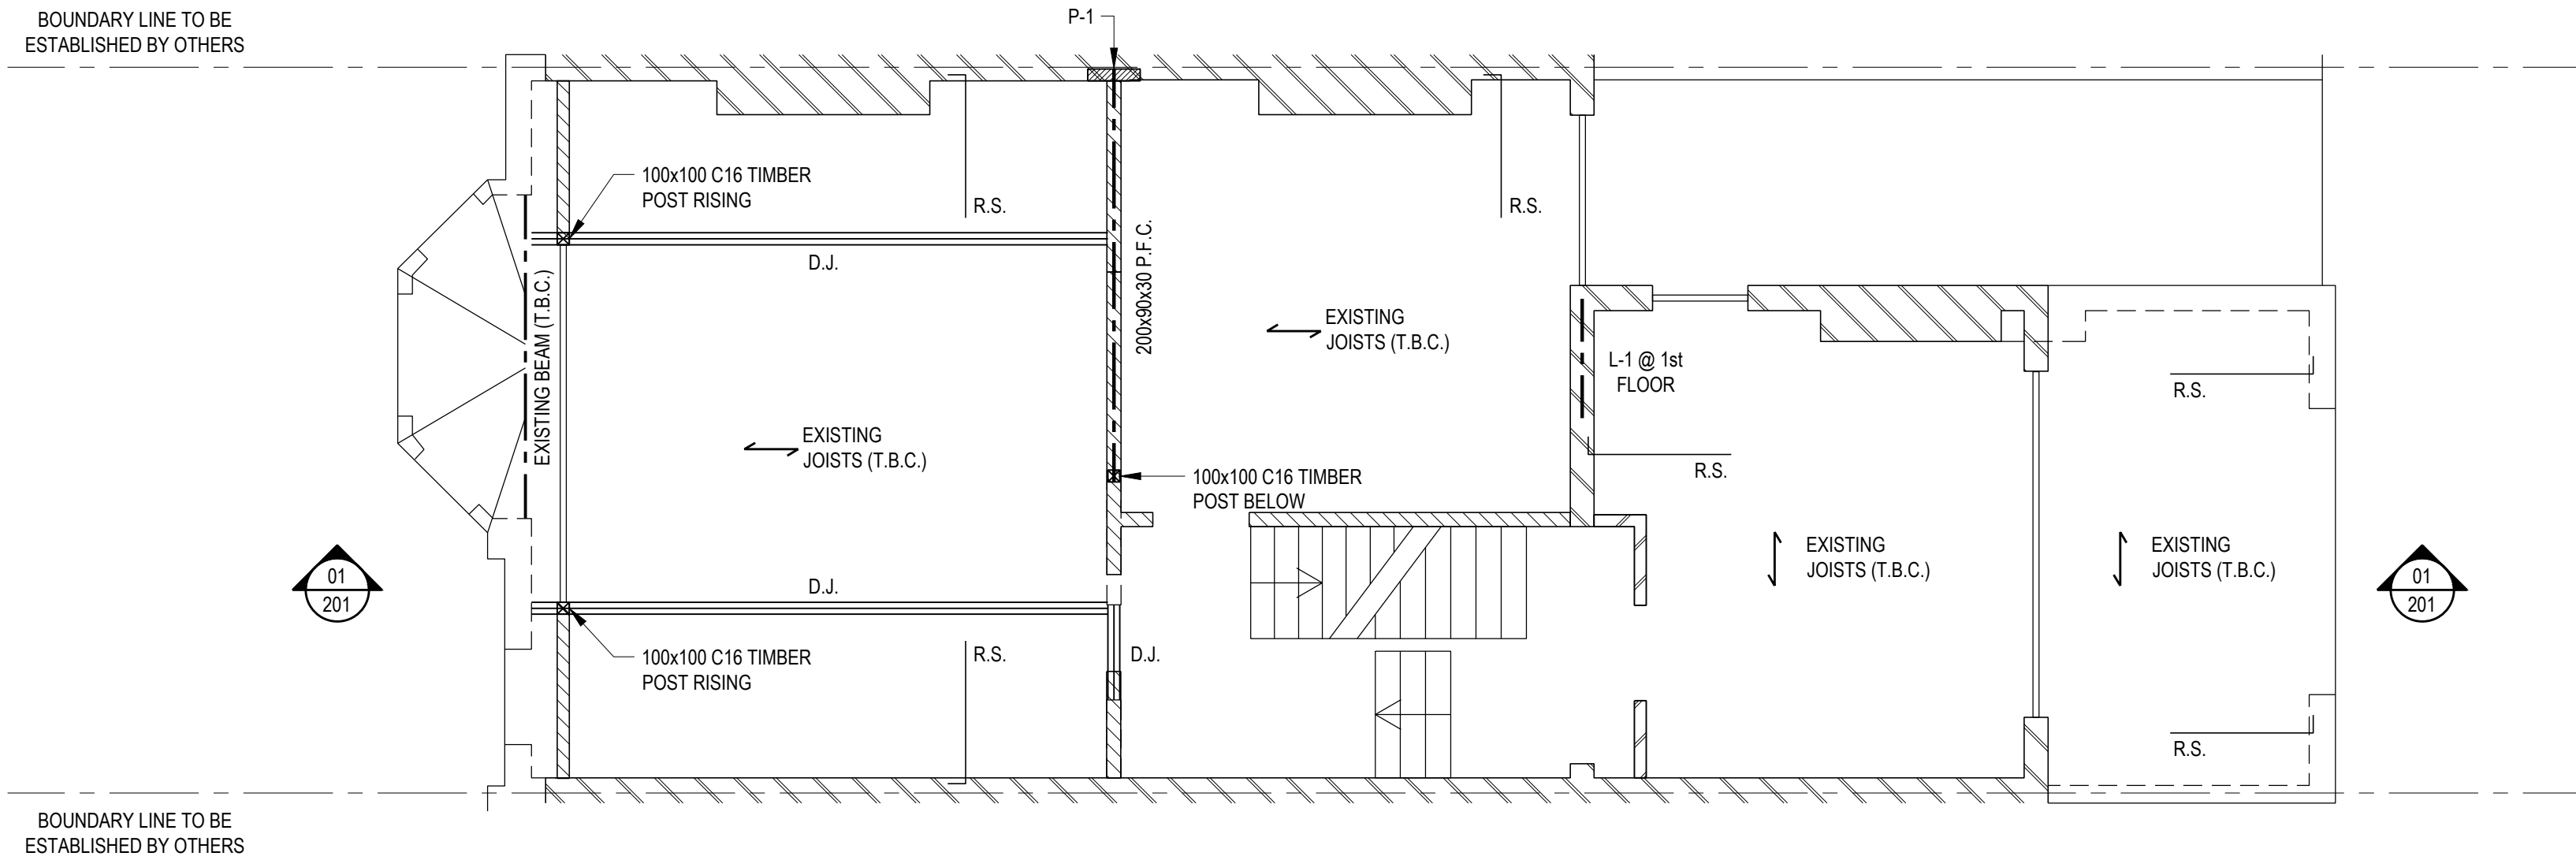 BOUNDARY LINE TO BE
ESTABLISHED BY OTHERS
P-1
100x100 C16 TIMBER
POST RISING
R.S.
R.S.
D.J.
200x90x30 P.F.C.
EXISTING BEAM (T.B.C.)
EXISTING
JOISTS (T.B.C.)
L-1 @ 1st
FLOOR
R.S.
EXISTING
JOISTS (T.B.C.)
R.S.
100x100 C16 TIMBER
POST BELOW
EXISTING
JOISTS (T.B.C.)
EXISTING
JOISTS (T.B.C.)
01
201
01
201
D.J.
100x100 C16 TIMBER
POST RISING
R.S.
D.J.
R.S.
BOUNDARY LINE TO BE
ESTABLISHED BY OTHERS